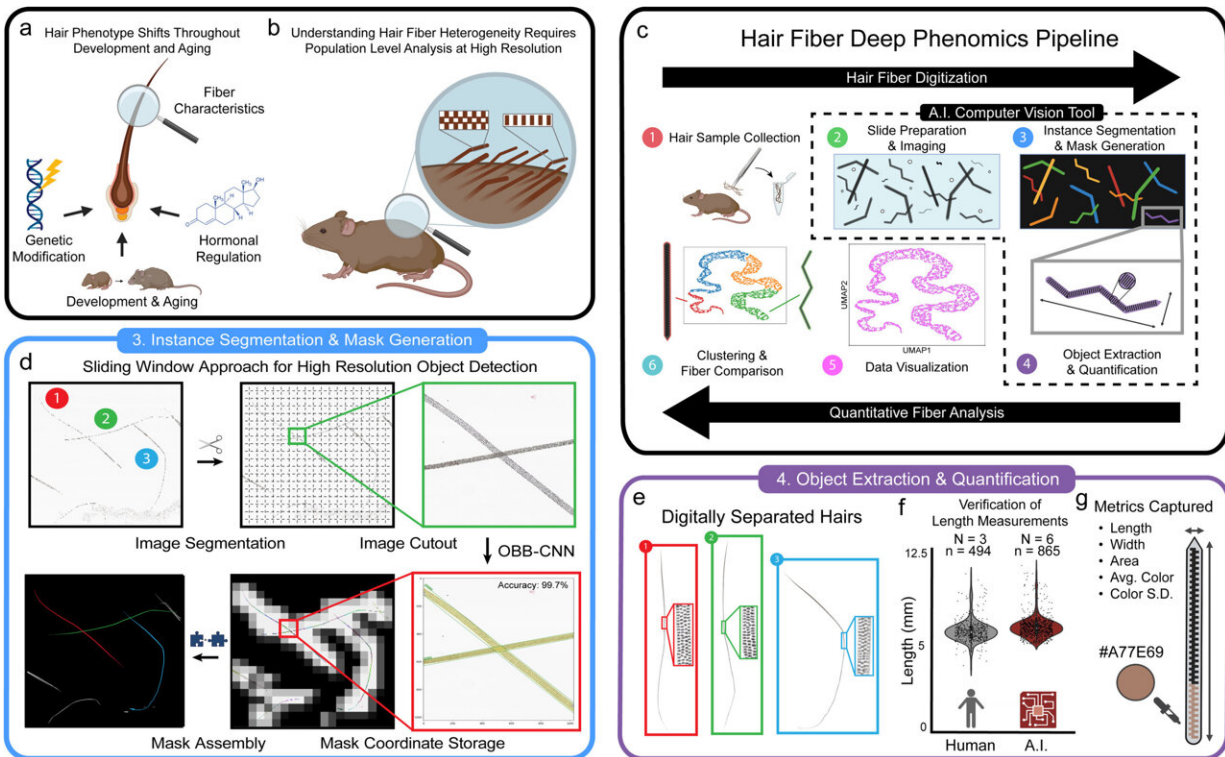 a
Hair Phenotype Shifts Throughout
Development and Aging
Fiber
Characteristics
Genetic
Modification
Hormonal
Regulation
Development & Aging
b
Understanding Hair Fiber Heterogeneity Requires
Population Level Analysis at High Resolution
c
Hair Fiber Deep Phenomics Pipeline
Hair Fiber Digitization
A.I. Computer Vision Tool
1 Hair Sample Collection
2 Slide Preparation
& Imaging
3 Instance Segmentation
& Mask Generation
UMAP2
UMAP1
6 Clustering &
Fiber Comparison
5 Data Visualization
4 Object Extraction
& Quantification
Quantitative Fiber Analysis
3. Instance Segmentation & Mask Generation
d
Sliding Window Approach for High Resolution Object Detection
1
2
3
Image Segmentation
Image Cutout
OBB-CNN
Accuracy: 99.7%
Mask Assembly
Mask Coordinate Storage
4. Object Extraction & Quantification
e
Digitally Separated Hairs
1
2
3
f
Verification of
Length Measurements
N = 3 N = 6
n = 494 n = 865
12.5
5
0
Length (mm)
Human A.I.
g
Metrics Captured
• Length
• Width
• Area
• Avg. Color
• Color S.D.
#A77E69